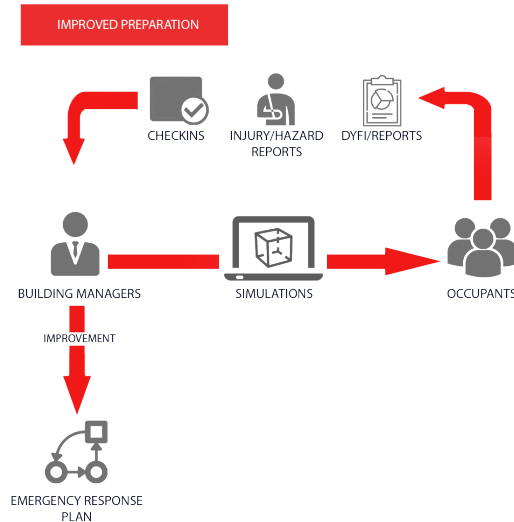 IMPROVED PREPARATION
CHECKINS
INJURY/HAZARD
REPORTS
DYFI/REPORTS
BUILDING MANAGERS
SIMULATIONS
OCCUPANTS
IMPROVEMENT
EMERGENCY RESPONSE
PLAN